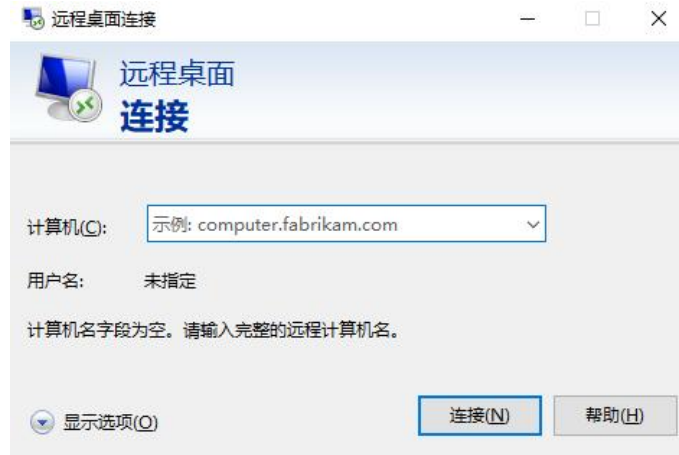 远程桌面连接
远程桌面
连接
计算机(C):
示例: computer.fabrikam.com
用户名:
未指定
计算机名字段为空。请输入完整的远程计算机名。
显示选项(O)
连接(N)
帮助(H)